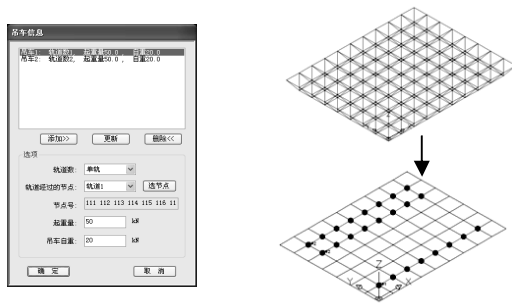 吊车信息
吊车1: 轨道数1, 起重量50.0 , 自重20.0
吊车2: 轨道数2, 起重量50.0 , 自重20.0
添加>> 更新 删除<<
选项
轨道数: 单轨
轨道经过的节点: 轨道1 选节点
节点号: 111 112 113 114 115 116 11
起重量: 50 kN
吊车自重: 20 kN
确 定 取 消
Z
Y X